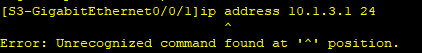 [S3-GigabitEthernet0/0/1]ip address 10.1.3.1 24
^
Error: Unrecognized command found at '^' position.